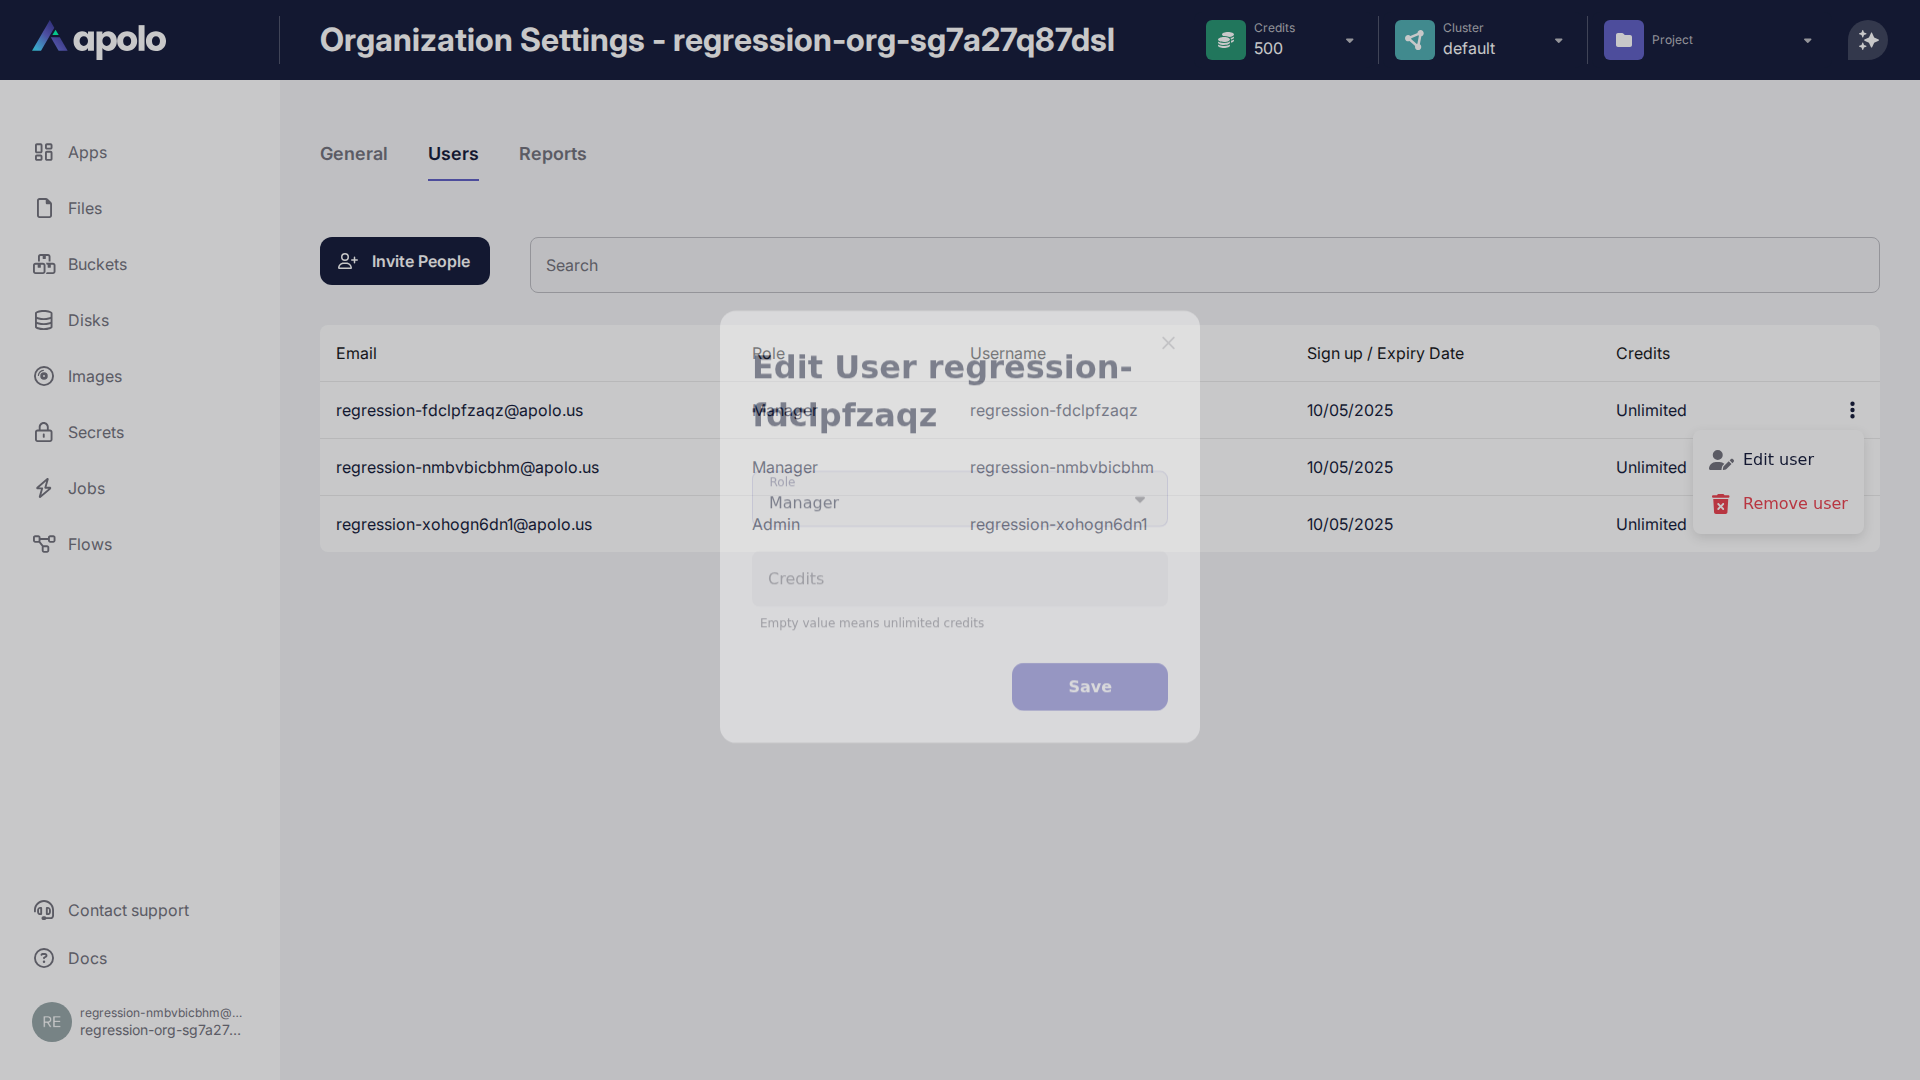 apolo
Organization Settings - regression-org-sg7a27q87dsl
Credits
500
Cluster
default
Project
Apps
Files
Buckets
Disks
Images
Secrets
Jobs
Flows
Contact support
Docs
RE
regression-nmbvbicbhm@...
regression-org-sg7a27...
General Users Reports
Invite People
Search
Email Role Username Sign up / Expiry Date Credits
regression-fdclpfzaqz@apolo.us Manager regression-fdclpfzaqz 10/05/2025 Unlimited
regression-nmbvbicbhm@apolo.us Manager regression-nmbvbicbhm 10/05/2025 Unlimited
regression-xohogn6dn1@apolo.us Admin regression-xohogn6dn1 10/05/2025 Unlimited
Edit user
Remove user
Edit User regression-
fdclpfzaqz
Role
Manager
Credits
Empty value means unlimited credits
Save